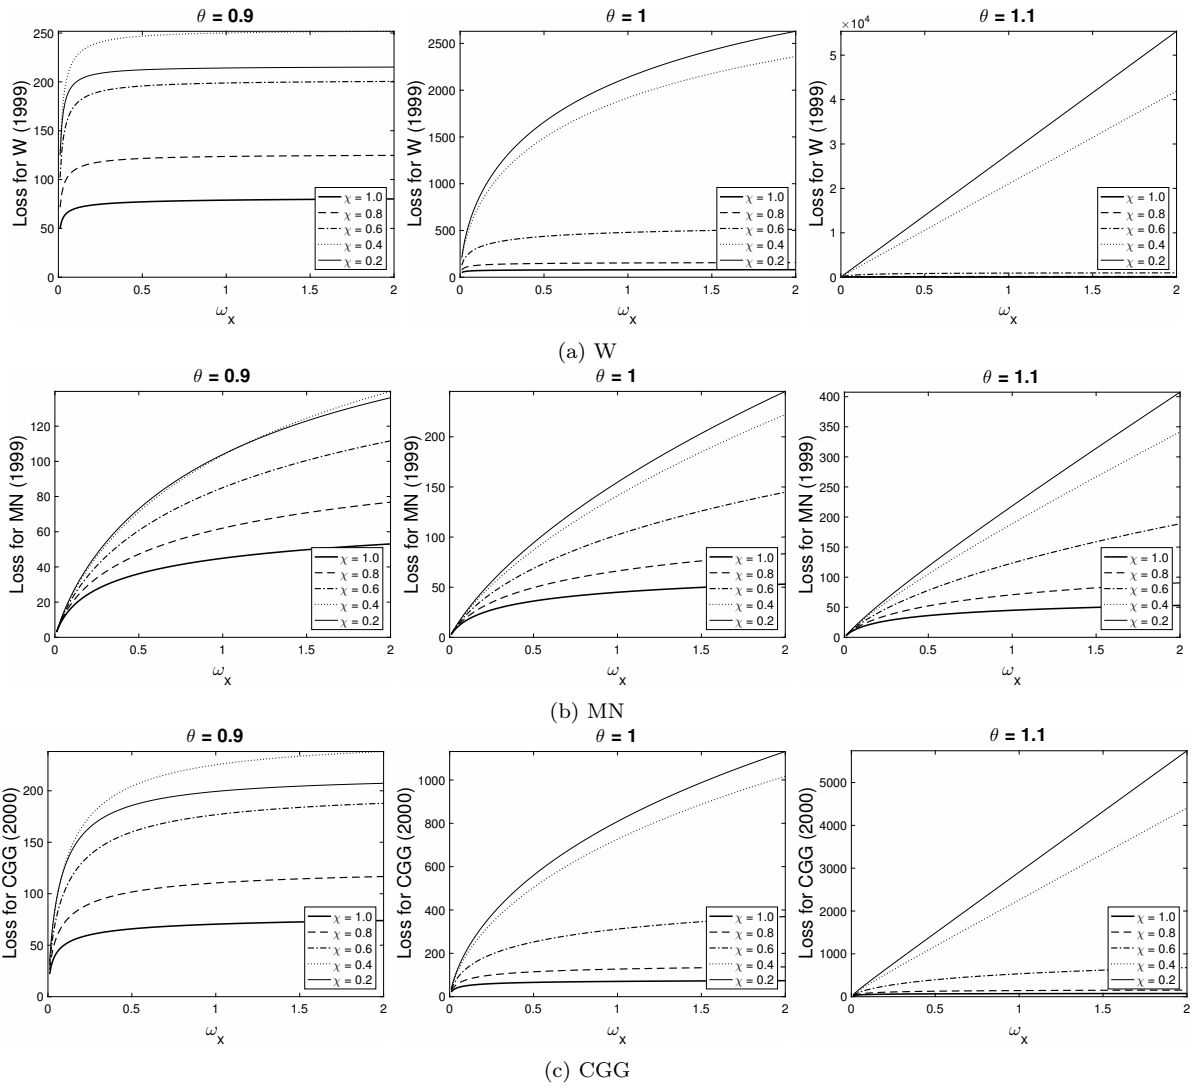 θ = 0.9
Loss for W (1999)
250
200
150
100
50
0
0 0.5 1 1.5 2
ω_x
χ = 1.0
χ = 0.8
χ = 0.6
χ = 0.4
χ = 0.2
θ = 1
Loss for W (1999)
2500
2000
1500
1000
500
0
0 0.5 1 1.5 2
ω_x
χ = 1.0
χ = 0.8
χ = 0.6
χ = 0.4
χ = 0.2
θ = 1.1
×10⁴
Loss for W (1999)
5
4
3
2
1
0
0 0.5 1 1.5 2
ω_x
χ = 1.0
χ = 0.8
χ = 0.6
χ = 0.4
χ = 0.2
(a) W
θ = 0.9
Loss for MN (1999)
120
100
80
60
40
20
0
0 0.5 1 1.5 2
ω_x
χ = 1.0
χ = 0.8
χ = 0.6
χ = 0.4
χ = 0.2
θ = 1
Loss for MN (1999)
200
150
100
50
0
0 0.5 1 1.5 2
ω_x
χ = 1.0
χ = 0.8
χ = 0.6
χ = 0.4
χ = 0.2
θ = 1.1
Loss for MN (1999)
400
350
300
250
200
150
100
50
0
0 0.5 1 1.5 2
ω_x
χ = 1.0
χ = 0.8
χ = 0.6
χ = 0.4
χ = 0.2
(b) MN
θ = 0.9
Loss for CGG (2000)
200
150
100
50
0
0 0.5 1 1.5 2
ω_x
χ = 1.0
χ = 0.8
χ = 0.6
χ = 0.4
χ = 0.2
θ = 1
Loss for CGG (2000)
1000
800
600
400
200
0
0 0.5 1 1.5 2
ω_x
χ = 1.0
χ = 0.8
χ = 0.6
χ = 0.4
χ = 0.2
θ = 1.1
Loss for CGG (2000)
5000
4000
3000
2000
1000
0
0 0.5 1 1.5 2
ω_x
χ = 1.0
χ = 0.8
χ = 0.6
χ = 0.4
χ = 0.2
(c) CGG